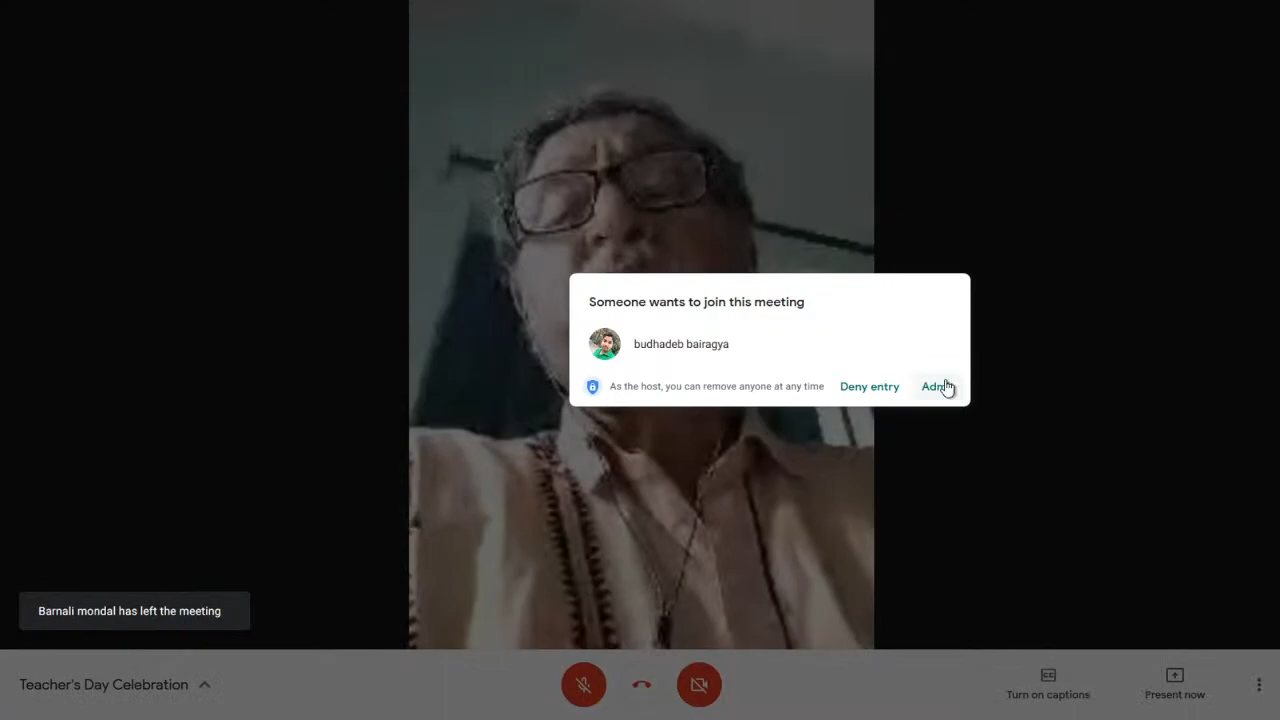 Someone wants to join this meeting
budhadeb bairagya
As the host, you can remove anyone at any time
Deny entry
Barnali mondal has left the meeting
Teacher's Day Celebration
CC
Turn on captions
Present now